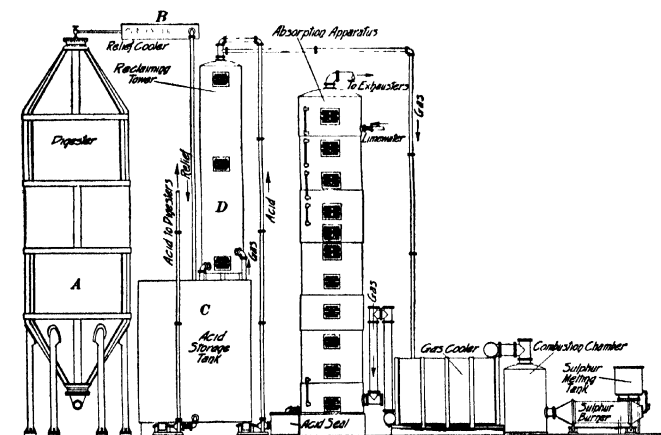 B
Relief Cooler
Absorption Apparatus
Reclaiming
Tower
To Exhausters
Gas
Limewater
Digester
Relief
Acid to Digesters
Acid
D
Gas
A
C
Acid
Storage
Tank
Gas
Gas Cooler
Combustion Chamber
Sulphur
Melting
Tank
Sulphur
Burner
Acid Seal